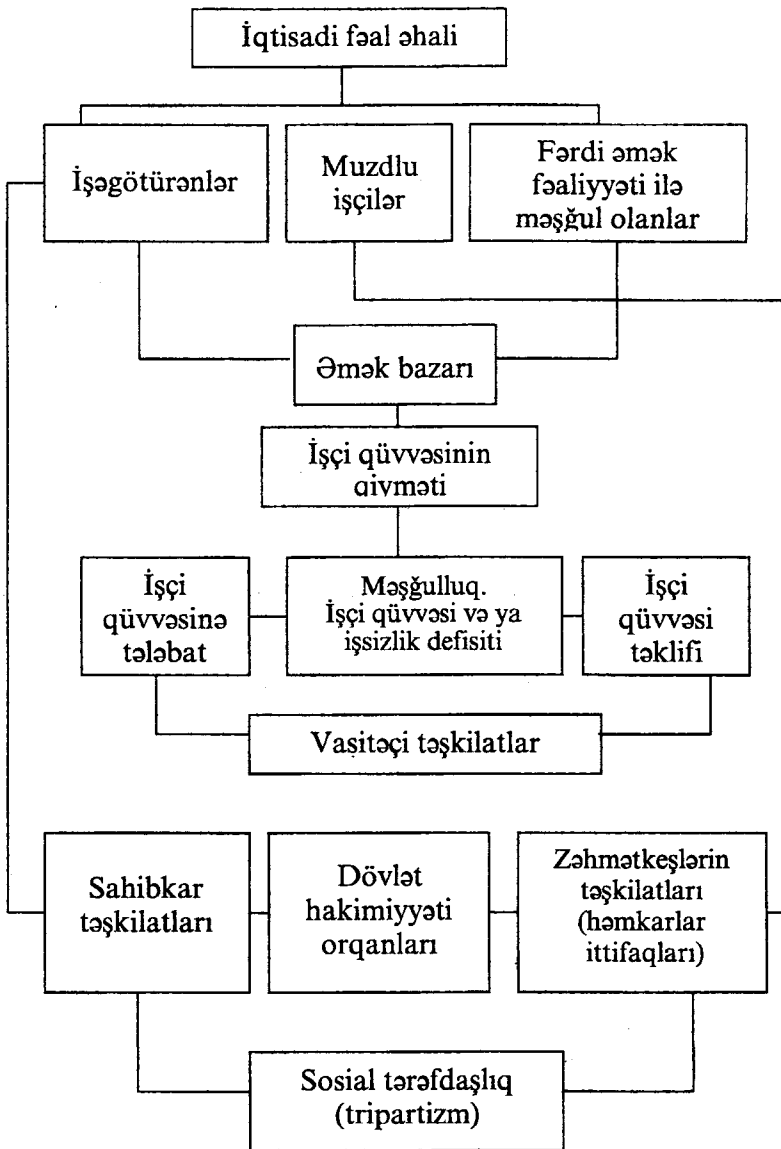 İqtisadi fəal əhali
İşəgötürənlər
Muzdlu
işçilər
Fərdi əmək
fəaliyyəti ilə
məşğul olanlar
Əmək bazarı
İşçi qüvvəsinin
qiyməti
İşçi
qüvvəsinə
tələbat
Məşğulluq.
İşçi qüvvəsi və ya
işsizlik defisiti
İşçi
qüvvəsi
təklifi
Vasitəçi təşkilatlar
Sahibkar
təşkilatları
Dövlət
hakimiyyəti
orqanları
Zəhmətkeşlərin
təşkilatları
(həmkarlar
ittifaqları)
Sosial tərəfdaşlıq
(tripartizm)